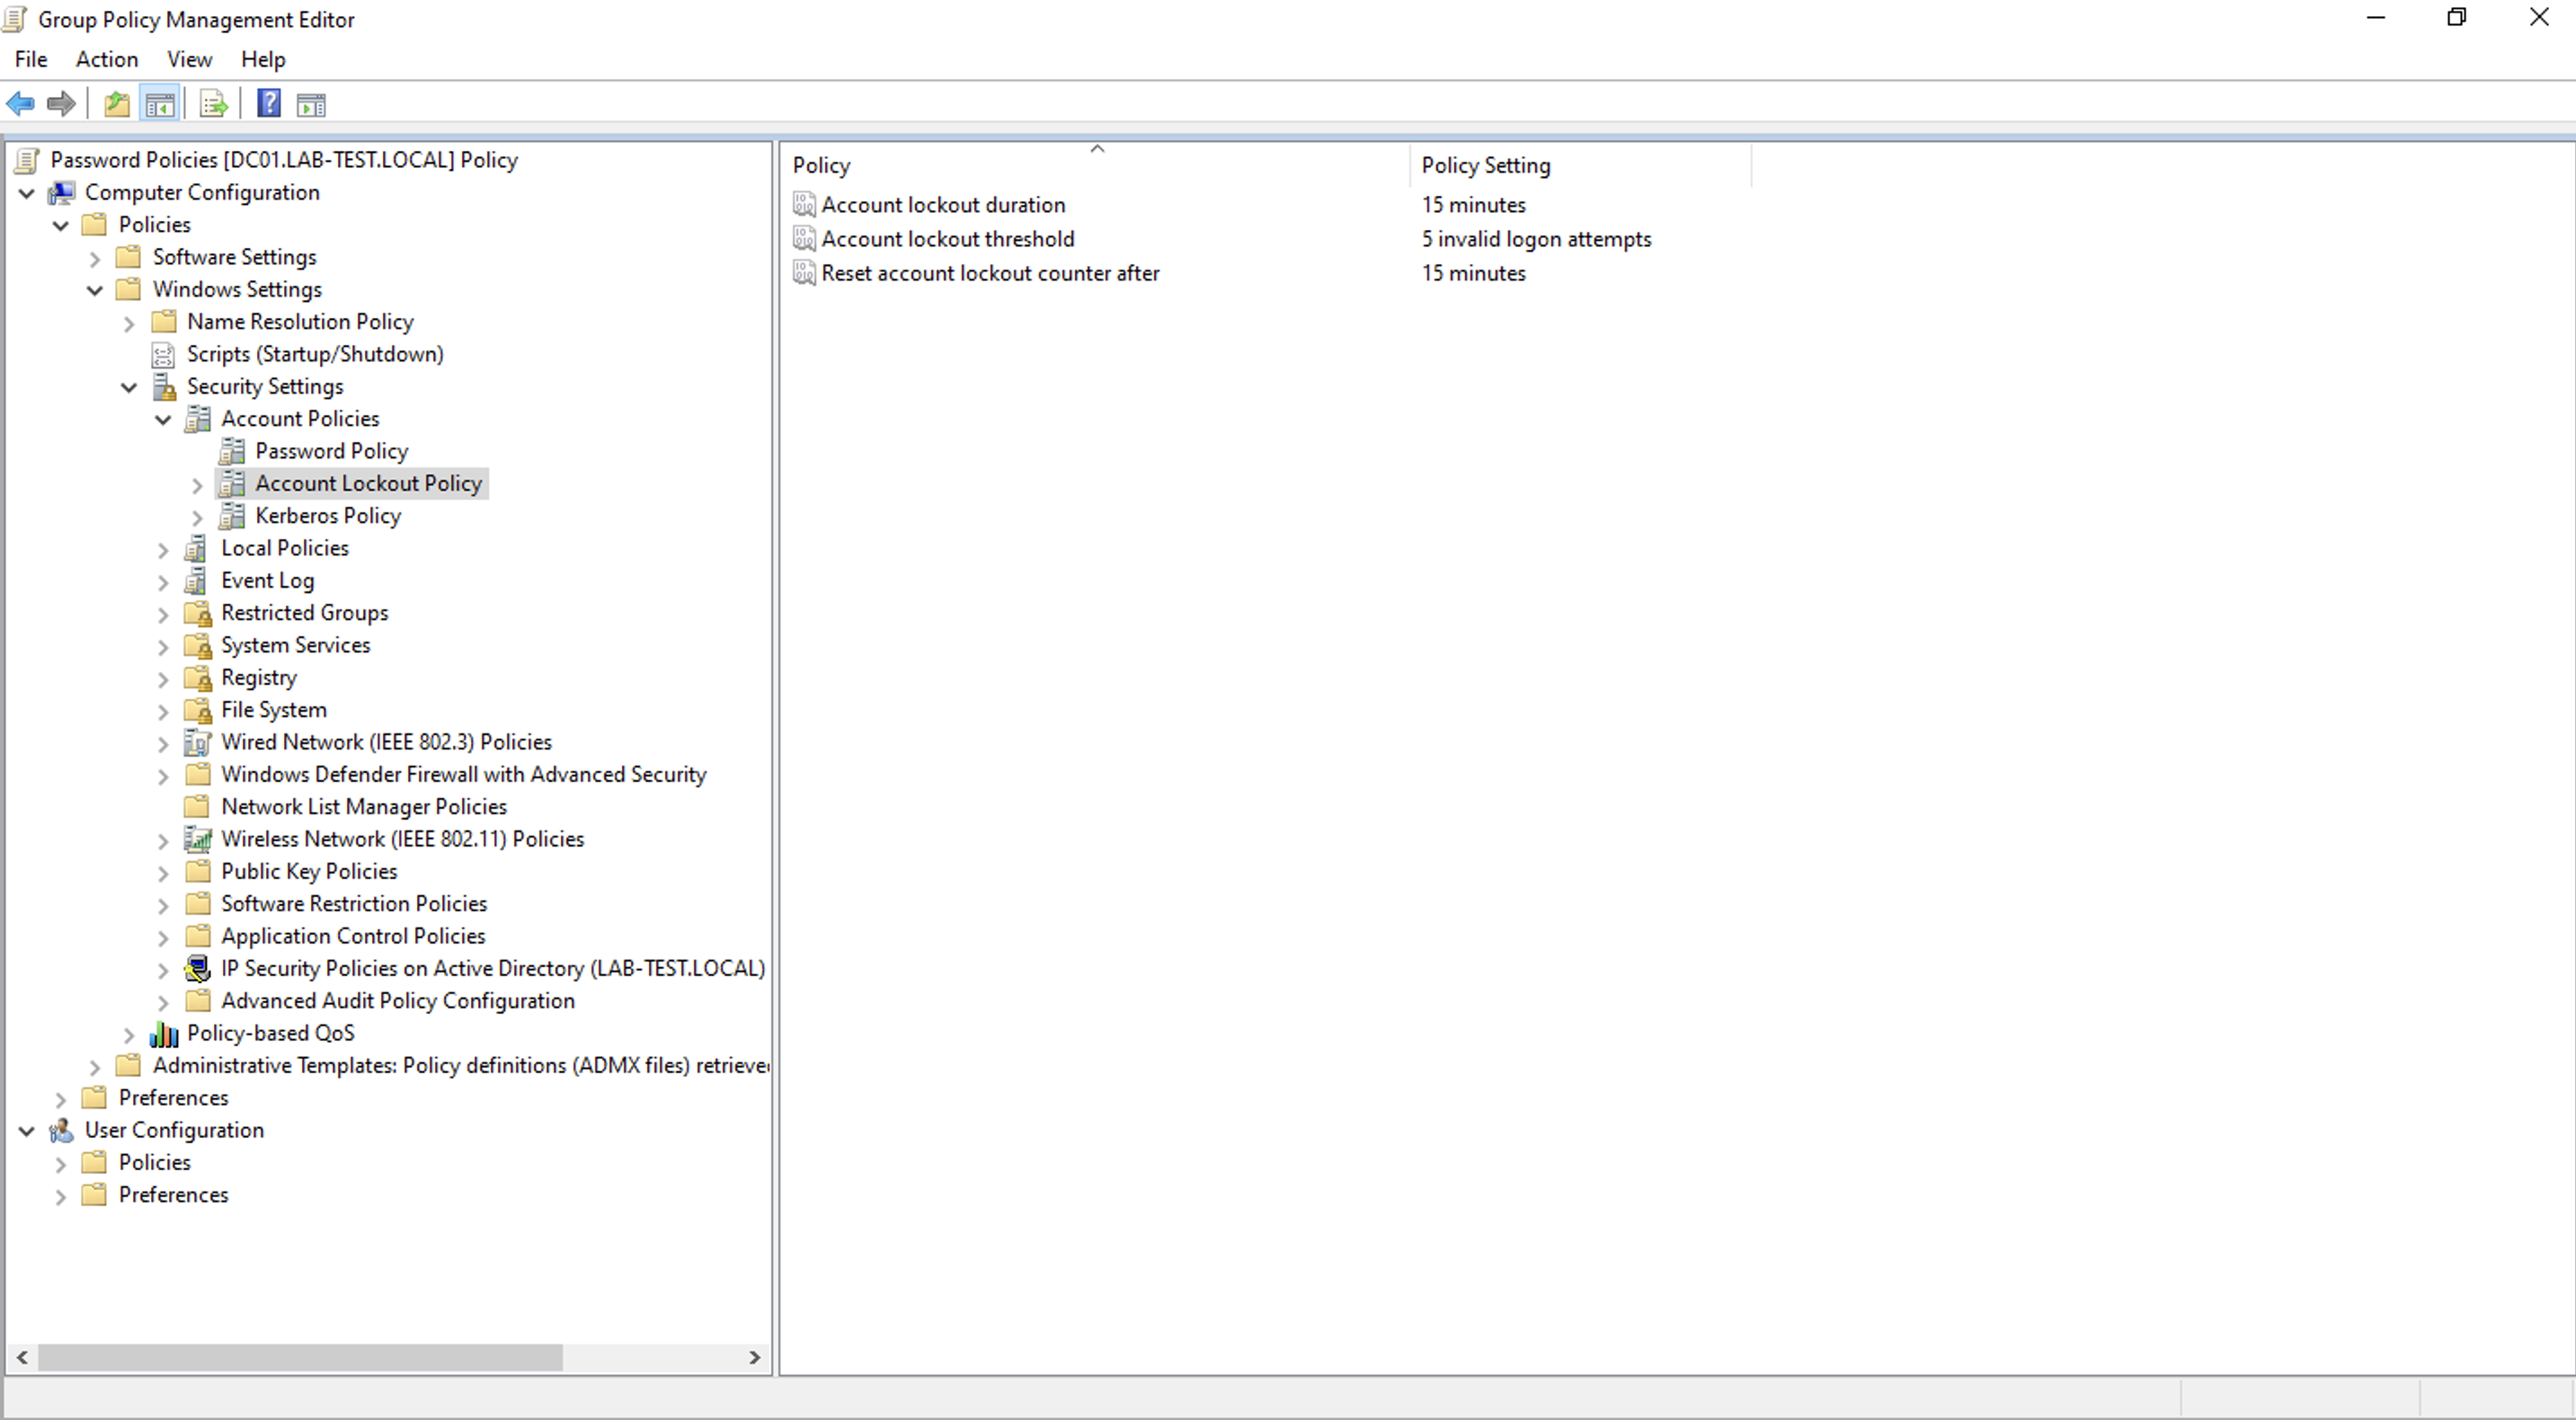 Group Policy Management Editor
File Action View Help
Password Policies [DC01.LAB-TEST.LOCAL] Policy
Computer Configuration
Policies
Software Settings
Windows Settings
Name Resolution Policy
Scripts (Startup/Shutdown)
Security Settings
Account Policies
Password Policy
Account Lockout Policy
Kerberos Policy
Local Policies
Event Log
Restricted Groups
System Services
Registry
File System
Wired Network (IEEE 802.3) Policies
Windows Defender Firewall with Advanced Security
Network List Manager Policies
Wireless Network (IEEE 802.11) Policies
Public Key Policies
Software Restriction Policies
Application Control Policies
IP Security Policies on Active Directory (LAB-TEST.LOCAL)
Advanced Audit Policy Configuration
Policy-based QoS
Administrative Templates: Policy definitions (ADMX files)
Preferences
User Configuration
Policies
Preferences
Policy Policy Setting
Account lockout duration 15 minutes
Account lockout threshold 5 invalid logon attempts
Reset account lockout counter after 15 minutes